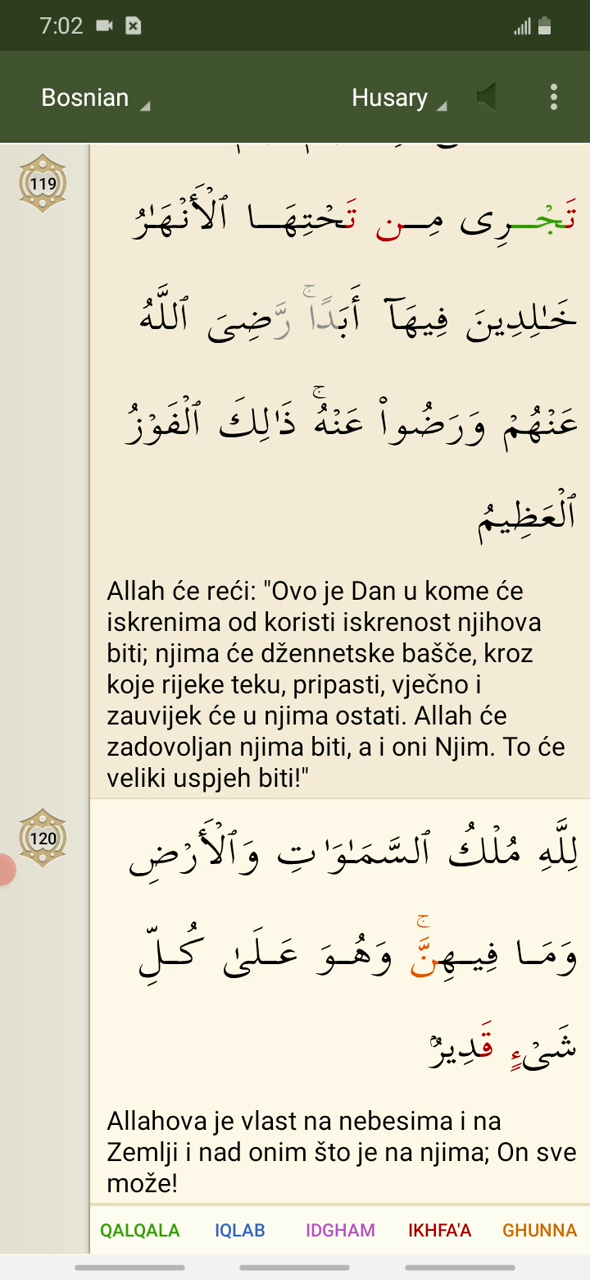 7:02
Bosnian
Husary
119
تَجْرِى مِن تَحْتِهَا ٱلْأَنْهَـٰرُ
خَـٰلِدِينَ فِيهَآ أَبَدًا ۚ رَّضِىَ ٱللَّهُ
عَنْهُمْ وَرَضُوا۟ عَنْهُ ۚ ذَٰلِكَ ٱلْفَوْزُ
ٱلْعَظِيمُ
Allah će reći: "Ovo je Dan u kome će
iskrenima od koristi iskrenost njihova
biti; njima će džennetske bašče, kroz
koje rijeke teku, pripasti, vječno i
zauvijek će u njima ostati. Allah će
zadovoljan njima biti, a i oni Njim. To će
veliki uspjeh biti!"
120
لِلَّهِ مُلْكُ ٱلسَّمَـٰوَٰتِ وَٱلْأَرْضِ
وَمَا فِيهِنَّ ۚ وَهُوَ عَلَىٰ كُلِّ
شَىْءٍ قَدِيرٌۢ
Allahova je vlast na nebesima i na
Zemlji i nad onim što je na njima; On sve
može!
QALQALA IQLAB IDGHAM IKHFA'A GHUNNA